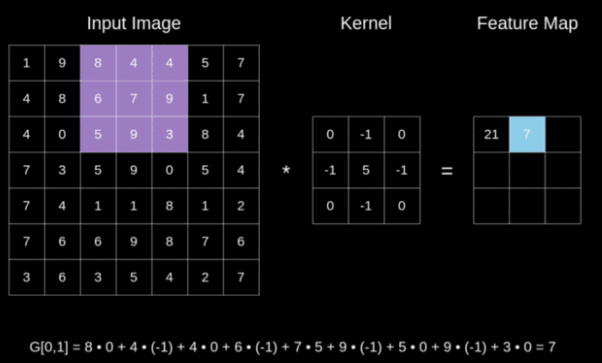 Input Image Kernel Feature Map
1 9 8 4 4 5 7
4 8 6 7 9 1 7
4 0 5 9 3 8 4 0 -1 0 21 7
7 3 5 9 0 5 4 * -1 5 -1 =
7 4 1 1 8 1 2 0 -1 0
7 6 6 9 8 7 6
3 6 3 5 4 2 7
G[0,1] = 8 • 0 + 4 • (-1) + 4 • 0 + 6 • (-1) + 7 • 5 + 9 • (-1) + 5 • 0 + 9 • (-1) + 3 • 0 = 7